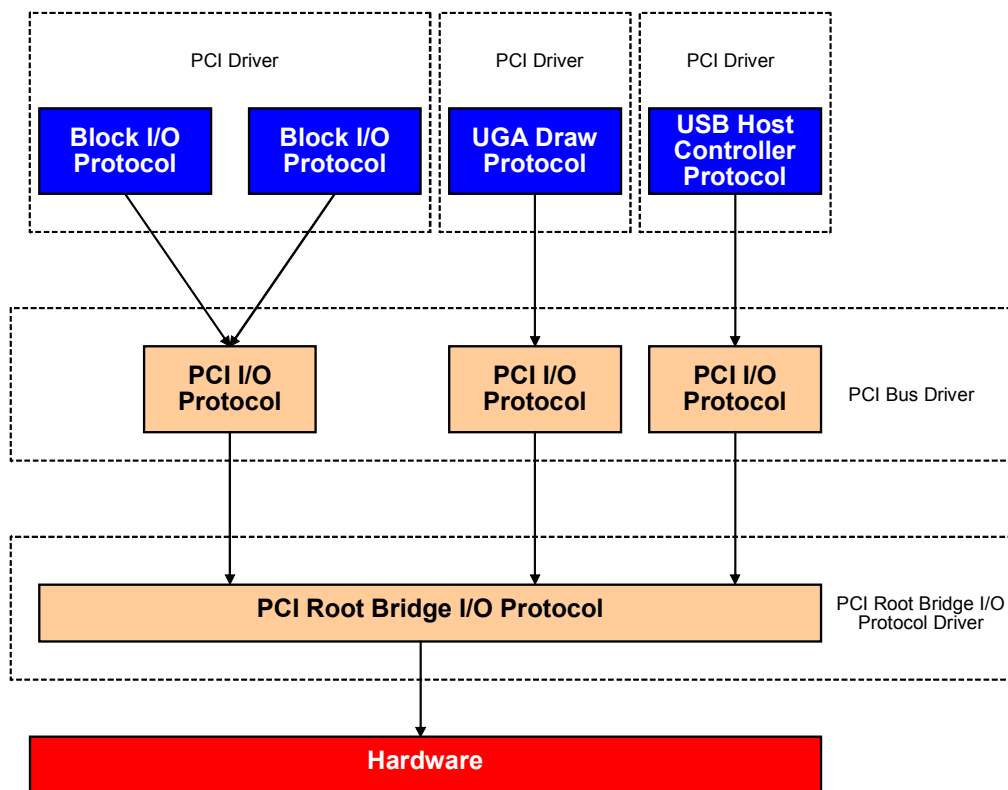 PCI Driver
PCI Driver
PCI Driver
Block I/O
Protocol
Block I/O
Protocol
UGA Draw
Protocol
USB Host
Controller
Protocol
PCI I/O
Protocol
PCI I/O
Protocol
PCI I/O
Protocol
PCI Bus Driver
PCI Root Bridge I/O Protocol
PCI Root Bridge I/O
Protocol Driver
Hardware